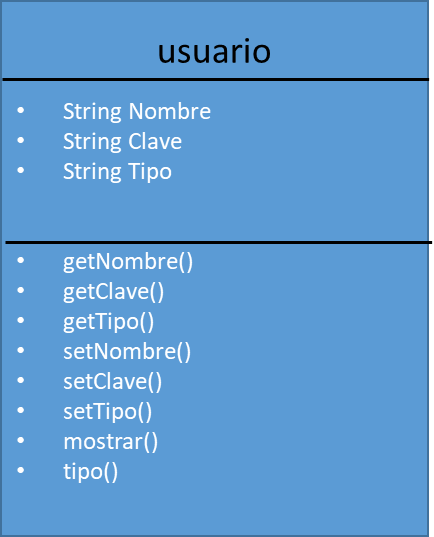 usuario
• String Nombre
• String Clave
• String Tipo
• getNombre()
• getClave()
• getTipo()
• setNombre()
• setClave()
• setTipo()
• mostrar()
• tipo()